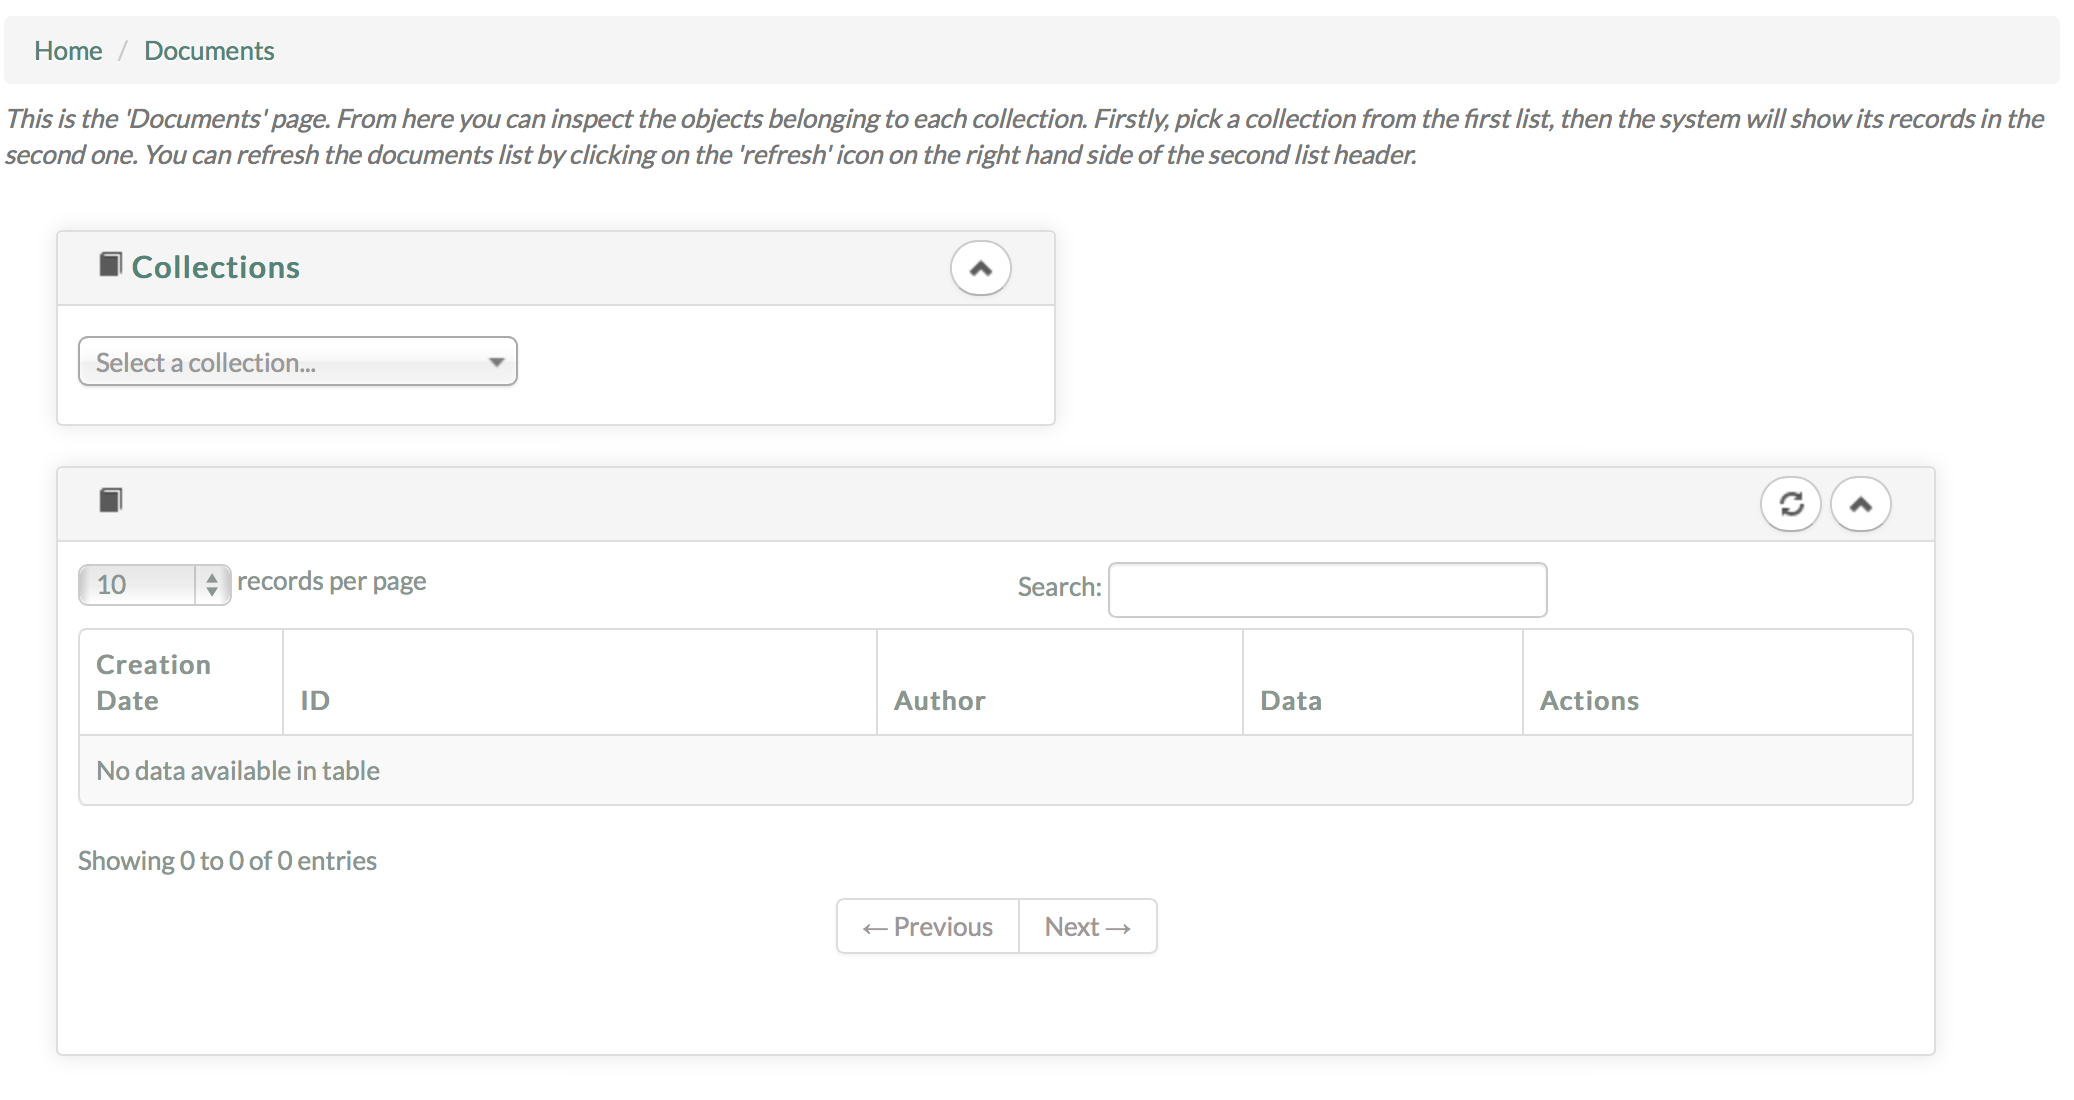 Home / Documents
This is the 'Documents' page. From here you can inspect the objects belonging to each collection. Firstly, pick a collection from the first list, then the system will show its records in the
second one. You can refresh the documents list by clicking on the 'refresh' icon on the right hand side of the second list header.
Collections
Select a collection...
10 records per page
Search:
Creation
Date
ID
Author
Data
Actions
No data available in table
Showing 0 to 0 of 0 entries
← Previous
Next →